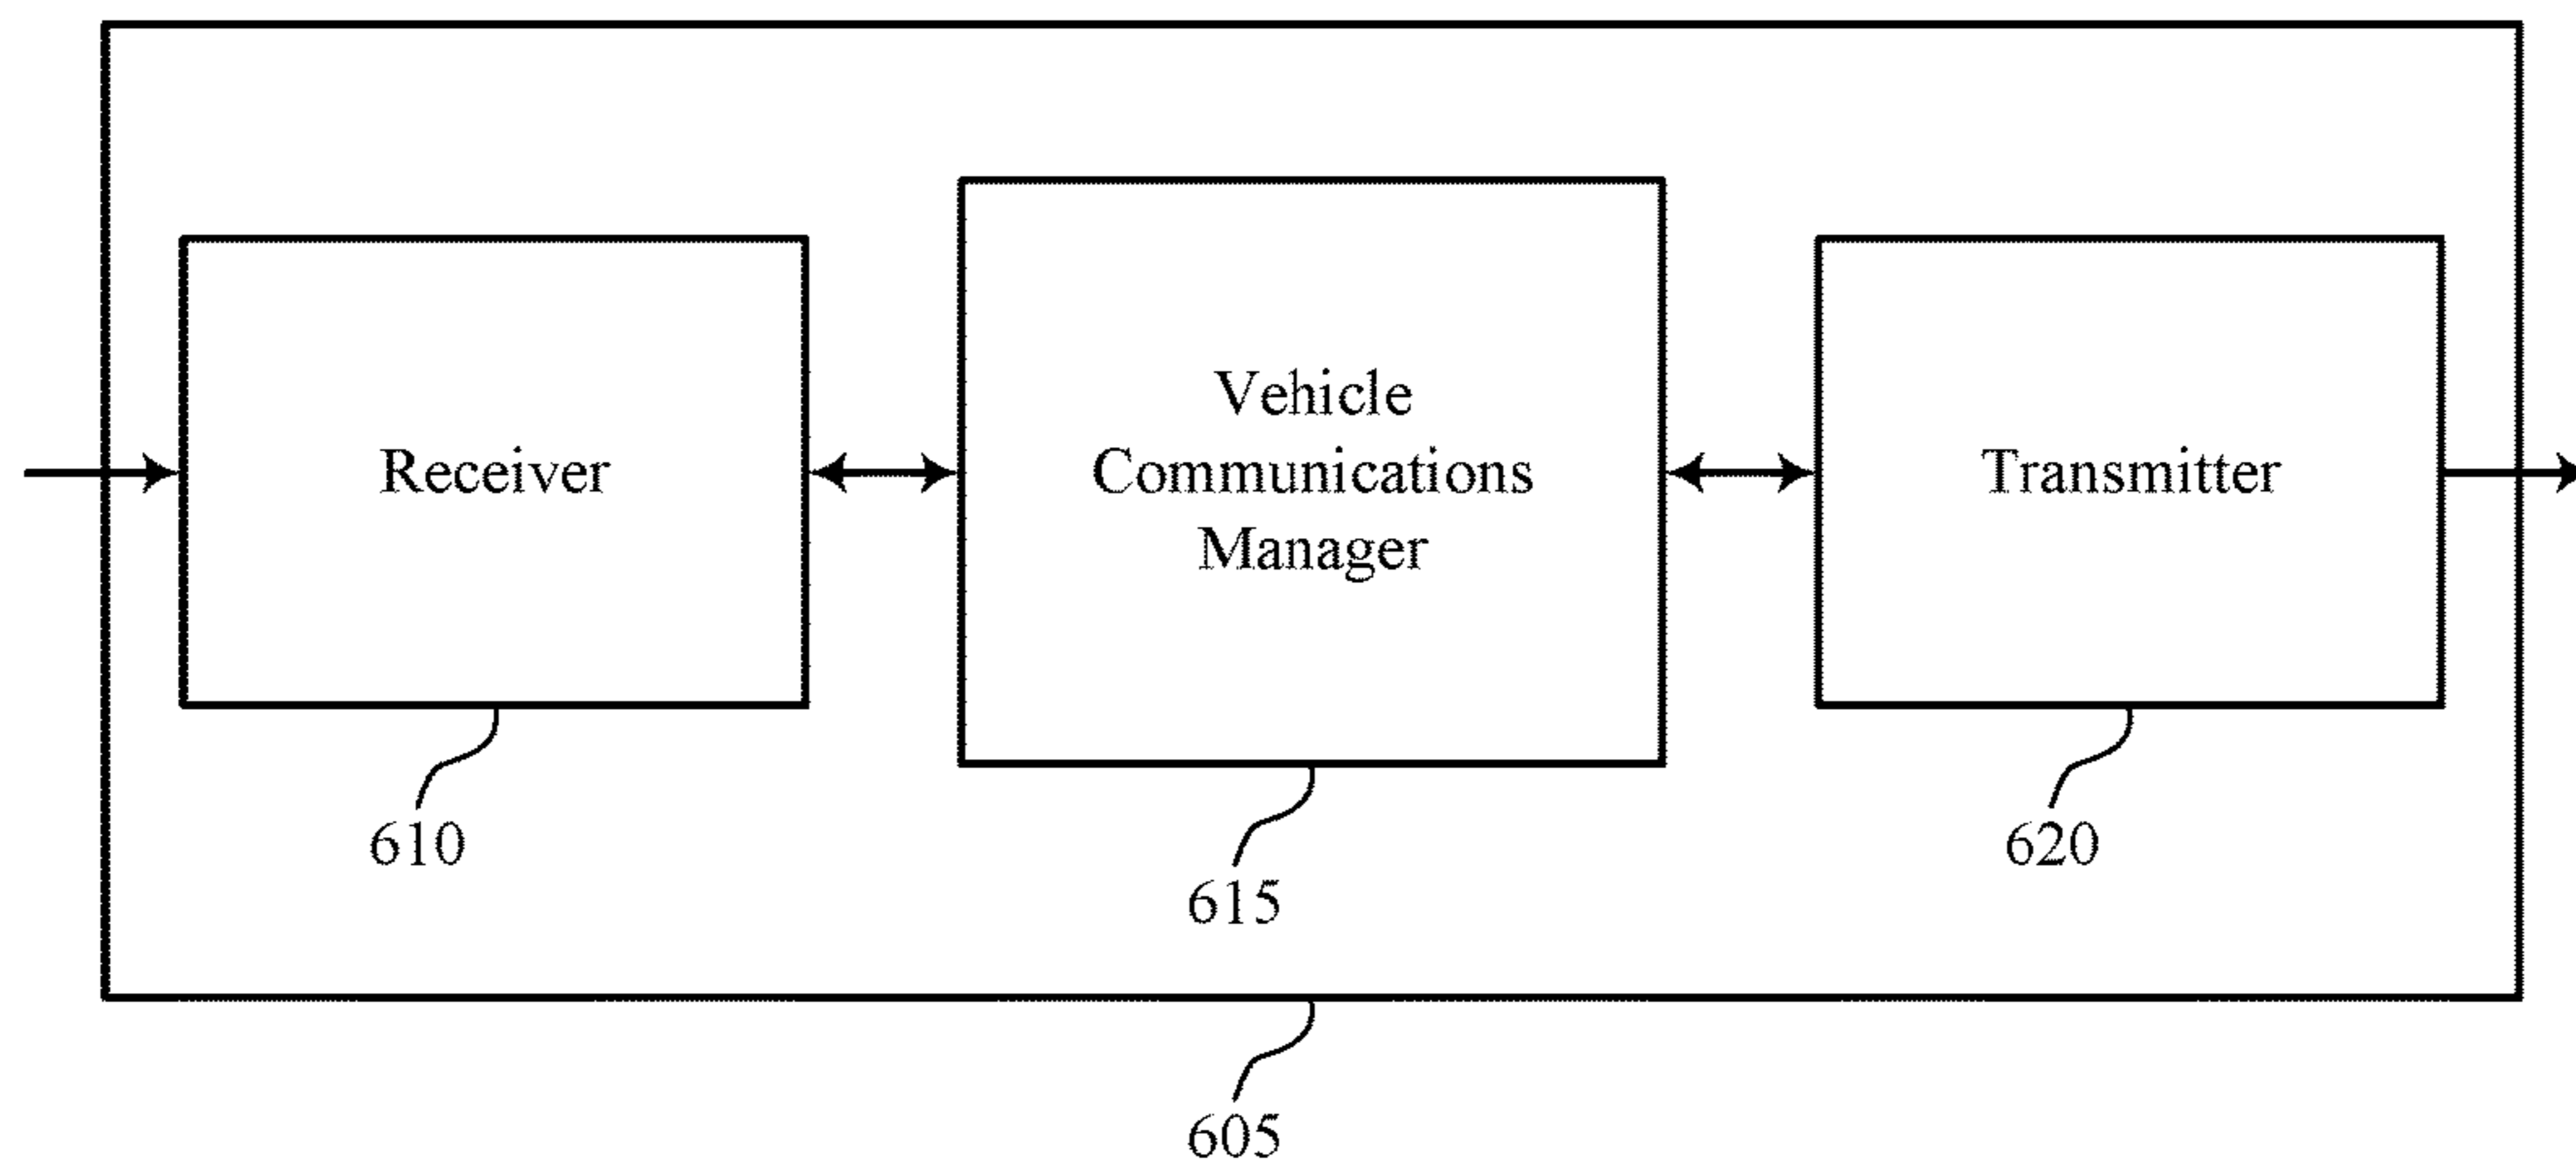 Receiver
Vehicle
Communications
Manager
Transmitter
610
615
620
605